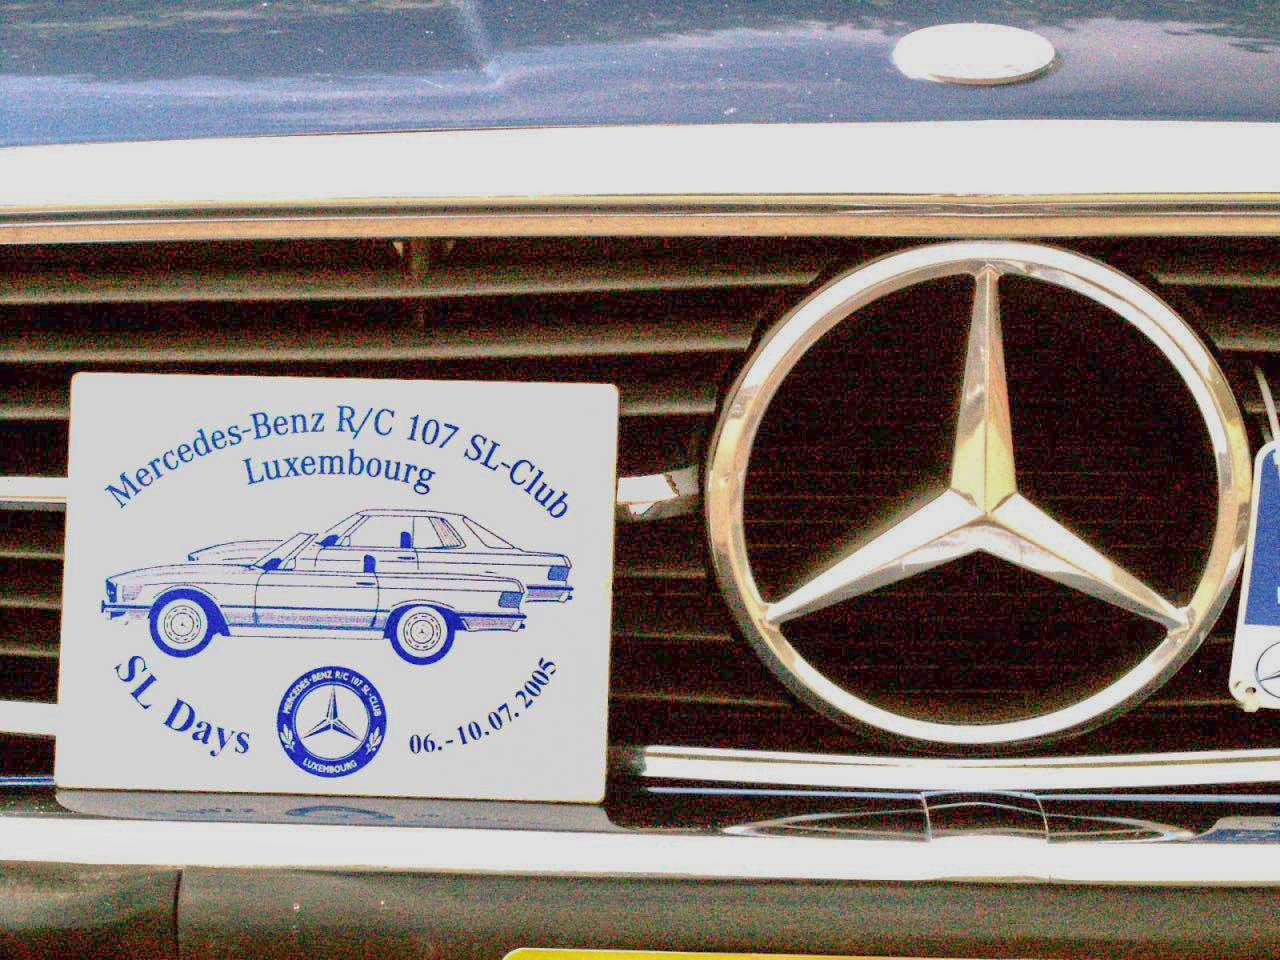 Mercedes-Benz R/C 107 SL-Club
Luxembourg
SL Days
MERCEDES-BENZ R/C 107 SL-CLUB
LUXEMBOURG
06.-10.07.2005